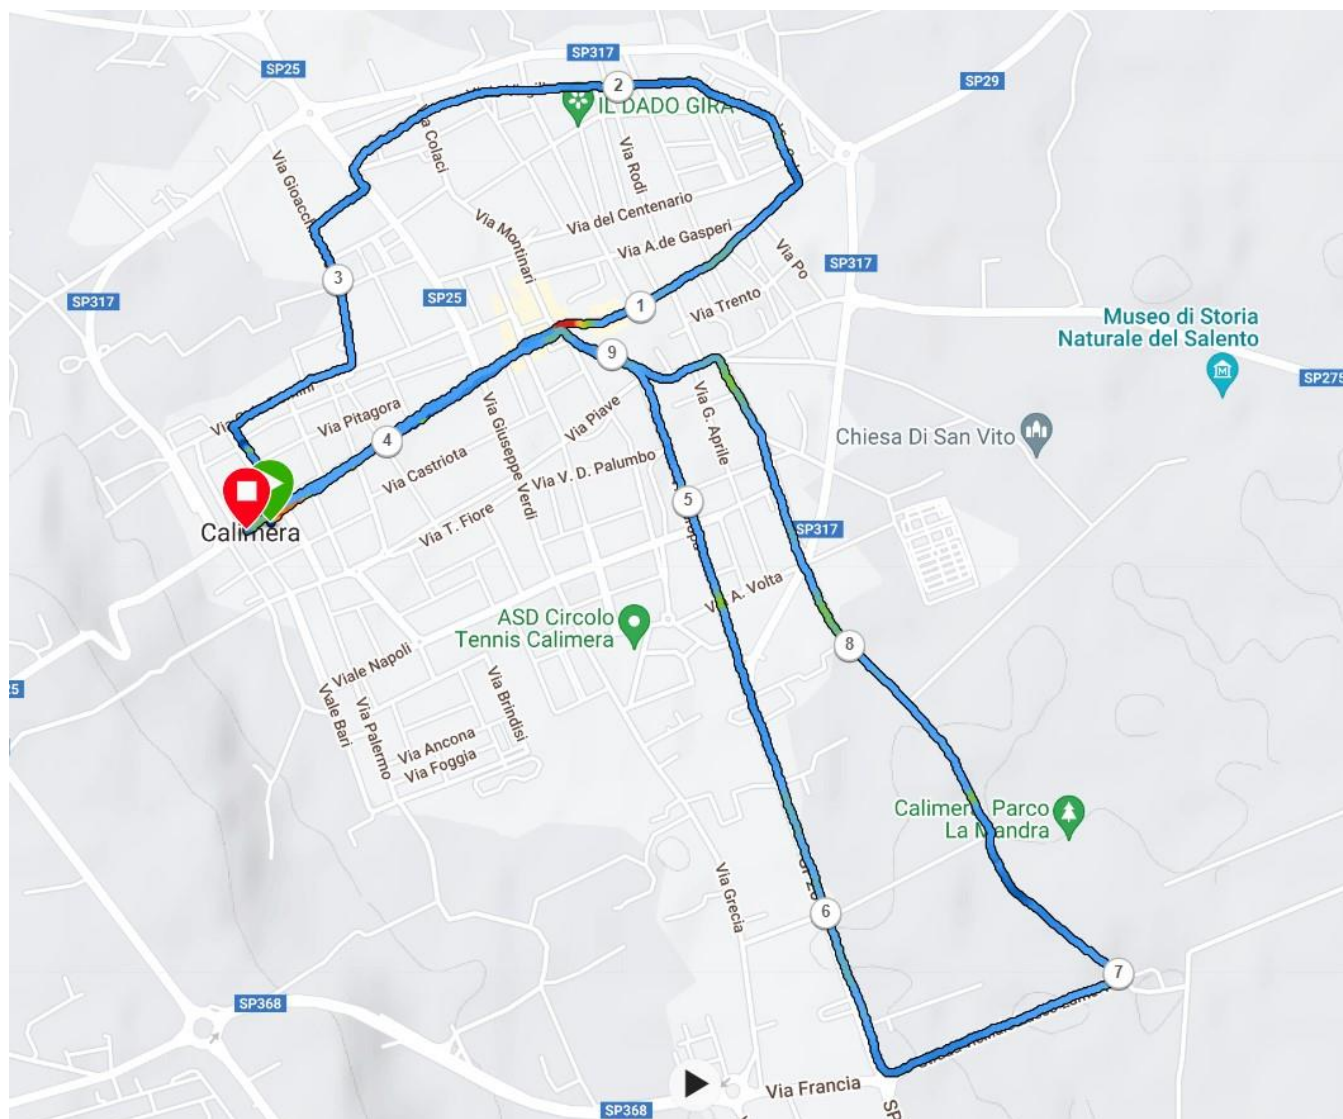 SP317
SP25
2
SP29
IL DADO GIRA
Via Colaci
Via Rodi
Via Gioacchi
Via del Centenario
Via Montinari
Via A.de Gasperi
Via Po
SP317
3
SP317
SP25
1
Via Trento
Museo di Storia
Naturale del Salento
9
SP275
Via Pitagora
Via Piave
Via G. Aprile
Chiesa Di San Vito
4
Via Castriota
Via Giuseppe Verdi
Via V. D. Palumbo
5
Calimera
Via T. Fiore
SP317
Via A. Volta
ASD Circolo
Tennis Calimera
8
Viale Napoli
Viale Bari
Via Palermo
Via Brindisi
Via Ancona
Via Foggia
Calimera Parco
La Mandra
Via Grecia
6
7
SP368
Via Francia
SP368
SP